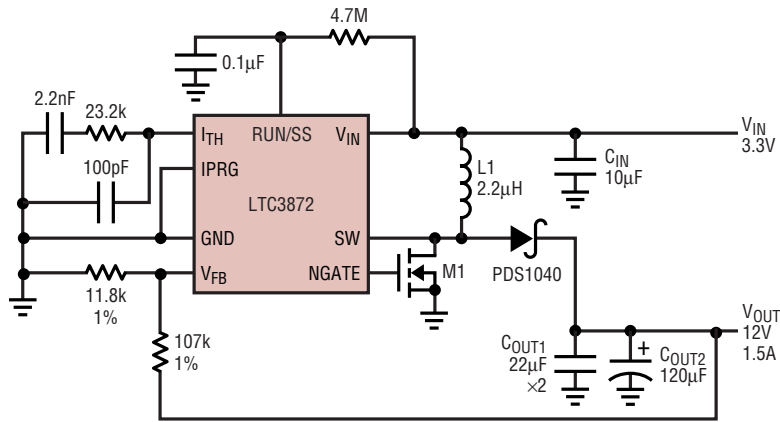 4.7M
0.1µF
2.2nF
23.2k
ITH
RUN/SS
VIN
VIN
3.3V
100pF
IPRG
LTC3872
L1
2.2µH
CIN
10µF
GND
SW
VFB
NGATE
M1
PDS1040
11.8k
1%
107k
1%
VOUT
12V
1.5A
COUT1
22µF
×2
+
COUT2
120µF